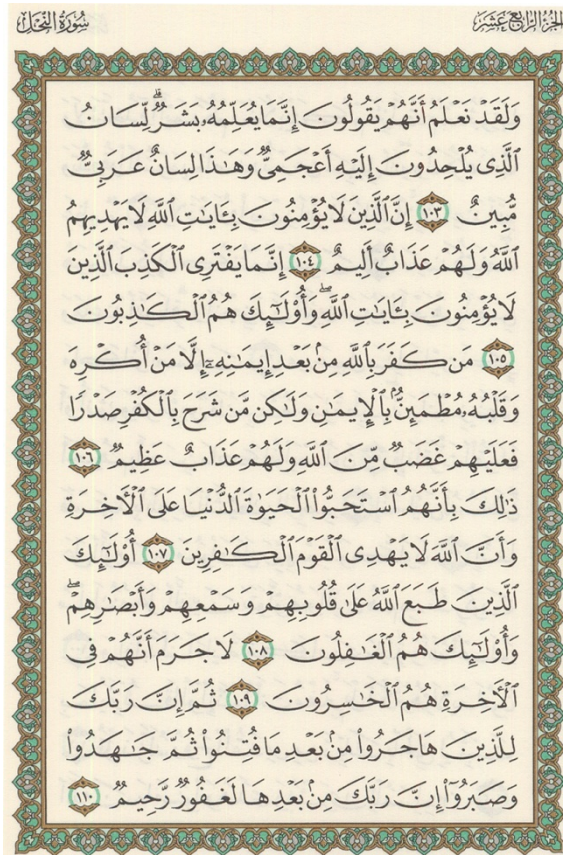 الجزء الرابع عشر
سورة النحل
وَلَقَدۡ نَعۡلَمُ أَنَّهُمۡ يَقُولُونَ إِنَّمَا يُعَلِّمُهُۥ بَشَرٞۗ لِّسَانُ
ٱلَّذِي يُلۡحِدُونَ إِلَيۡهِ أَعۡجَمِيّٞ وَهَٰذَا لِسَانٌ عَرَبِيّٞ
مُّبِينٌ ١٠٣ إِنَّ ٱلَّذِينَ لَا يُؤۡمِنُونَ بِـَٔايَٰتِ ٱللَّهِ لَا يَهۡدِيهِمُ
ٱللَّهُ وَلَهُمۡ عَذَابٌ أَلِيمٌ ١٠٤ إِنَّمَا يَفۡتَرِي ٱلۡكَذِبَ ٱلَّذِينَ
لَا يُؤۡمِنُونَ بِـَٔايَٰتِ ٱللَّهِۖ وَأُوْلَٰٓئِكَ هُمُ ٱلۡكَٰذِبُونَ
١٠٥ مَن كَفَرَ بِٱللَّهِ مِنۢ بَعۡدِ إِيمَٰنِهِۦٓ إِلَّا مَنۡ أُكۡرِهَ
وَقَلۡبُهُۥ مُطۡمَئِنُّۢ بِٱلۡإِيمَٰنِ وَلَٰكِن مَّن شَرَحَ بِٱلۡكُفۡرِ صَدۡرٗا
فَعَلَيۡهِمۡ غَضَبٞ مِّنَ ٱللَّهِ وَلَهُمۡ عَذَابٌ عَظِيمٞ ١٠٦
ذَٰلِكَ بِأَنَّهُمُ ٱسۡتَحَبُّواْ ٱلۡحَيَوٰةَ ٱلدُّنۡيَا عَلَى ٱلۡأٓخِرَةِ
وَأَنَّ ٱللَّهَ لَا يَهۡدِي ٱلۡقَوۡمَ ٱلۡكَٰفِرِينَ ١٠٧ أُوْلَٰٓئِكَ
ٱلَّذِينَ طَبَعَ ٱللَّهُ عَلَىٰ قُلُوبِهِمۡ وَسَمۡعِهِمۡ وَأَبۡصَٰرِهِمۡۖ
وَأُوْلَٰٓئِكَ هُمُ ٱلۡغَٰفِلُونَ ١٠٨ لَا جَرَمَ أَنَّهُمۡ فِي
ٱلۡأٓخِرَةِ هُمُ ٱلۡخَٰسِرُونَ ١٠٩ ثُمَّ إِنَّ رَبَّكَ
لِلَّذِينَ هَاجَرُواْ مِنۢ بَعۡدِ مَا فُتِنُواْ ثُمَّ جَٰهَدُواْ
وَصَبَرُوٓاْ إِنَّ رَبَّكَ مِنۢ بَعۡدِهَا لَغَفُورٞ رَّحِيمٞ ١١٠